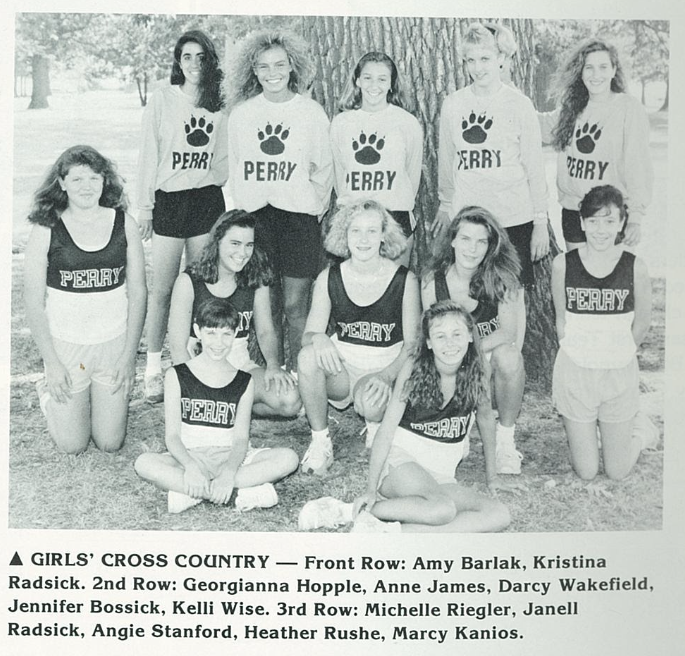 PERRY
PERRY
PERRY
PERRY
PERRY
PERRY
PERRY
PERRY
PERRY
PERRY
▲ GIRLS' CROSS COUNTRY — Front Row: Amy Barlak, Kristina
Radsick. 2nd Row: Georgianna Hopple, Anne James, Darcy Wakefield,
Jennifer Bossick, Kelli Wise. 3rd Row: Michelle Riegler, Janell
Radsick, Angie Stanford, Heather Rushe, Marcy Kanios.